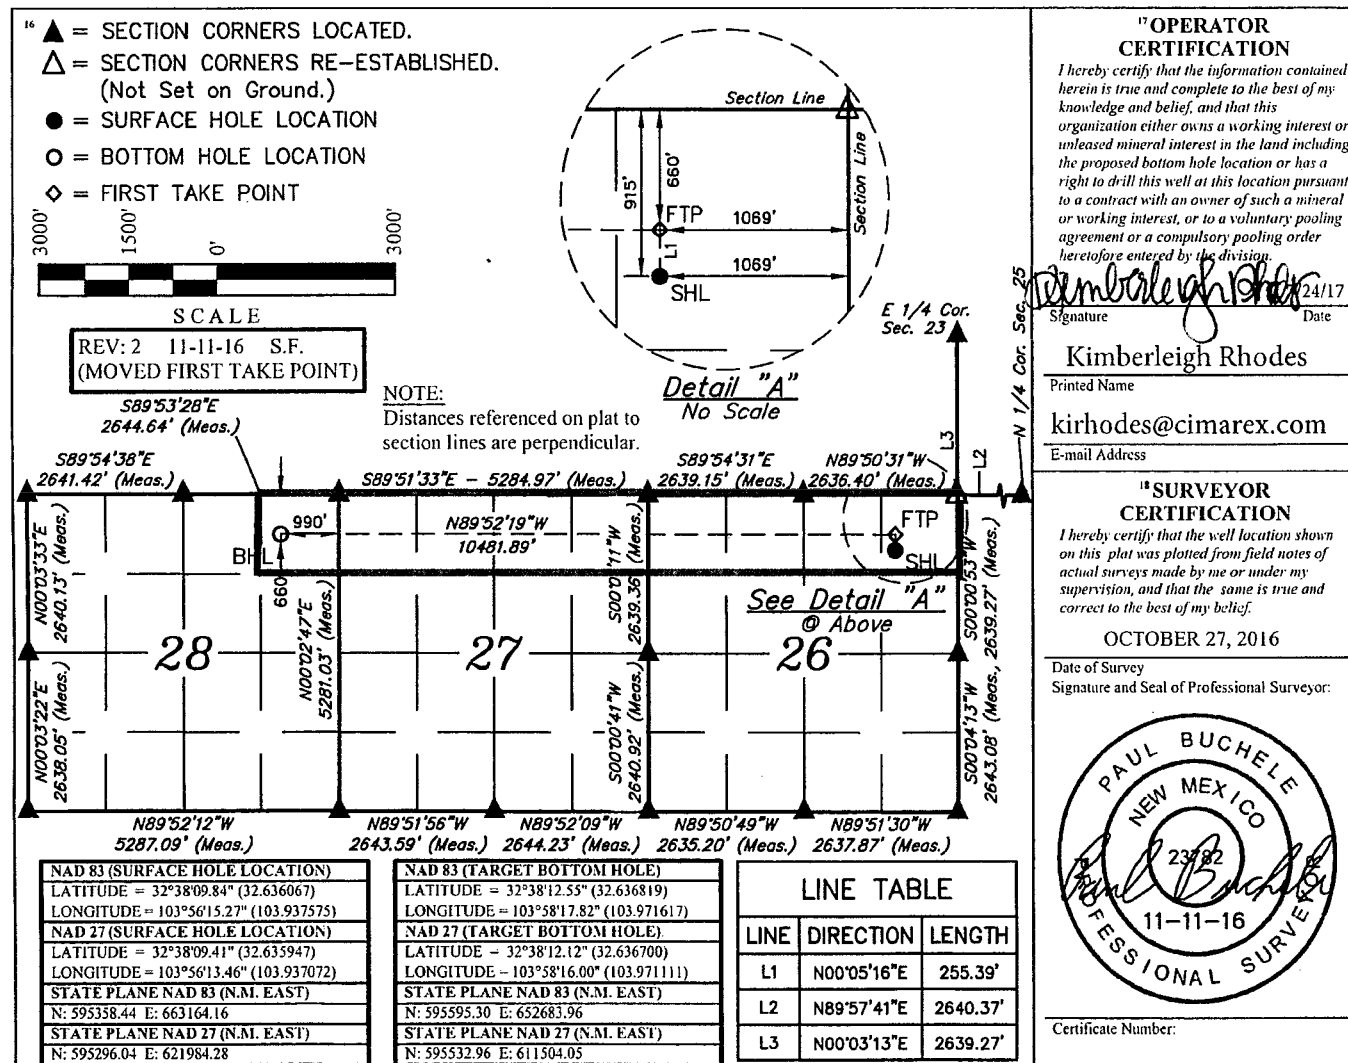 16 ▲ = SECTION CORNERS LOCATED.
△ = SECTION CORNERS RE-ESTABLISHED.
(Not Set on Ground.)
● = SURFACE HOLE LOCATION
○ = BOTTOM HOLE LOCATION
◇ = FIRST TAKE POINT
3000'
1500'
0'
3000'
SCALE
REV: 2 11-11-16 S.F.
(MOVED FIRST TAKE POINT)
Section Line
Section Line
915'
660'
FTP
1069'
L1
1069'
SHL
Detail "A"
No Scale
E 1/4 Cor.
Sec. 23
N 1/4 Cor. Sec. 25
NOTE:
Distances referenced on plat to
section lines are perpendicular.
S89°53'28"E
2644.64' (Meas.)
S89°54'38"E
2641.42' (Meas.)
S89°51'33"E - 5284.97' (Meas.)
S89°54'31"E
2639.15' (Meas.)
N89°50'31"W
2636.40' (Meas.)
L3
L2
990'
BHL
660'
N89°52'19"W
10481.89'
FTP
SHL
See Detail "A"
@ Above
N00°03'33"E
2640.13' (Meas.)
N00°03'22"E
2638.05' (Meas.)
N00°02'47"E
5281.03' (Meas.)
S00°01'11"W
2639.36' (Meas.)
S00°00'41"W
2640.92' (Meas.)
S00°00'53"W
S00°04'13"W
2643.08' (Meas., 2639.27' (Meas.)
28
27
26
N89°52'12"W
5287.09' (Meas.)
N89°51'56"W
2643.59' (Meas.)
N89°52'09"W
2644.23' (Meas.)
N89°50'49"W
2635.20' (Meas.)
N89°51'30"W
2637.87' (Meas.)
NAD 83 (SURFACE HOLE LOCATION)
LATITUDE = 32°38'09.84" (32.636067)
LONGITUDE = 103°56'15.27" (103.937575)
NAD 27 (SURFACE HOLE LOCATION)
LATITUDE = 32°38'09.41" (32.635947)
LONGITUDE = 103°56'13.46" (103.937072)
STATE PLANE NAD 83 (N.M. EAST)
N: 595358.44 E: 663164.16
STATE PLANE NAD 27 (N.M. EAST)
N: 595296.04 E: 621984.28
NAD 83 (TARGET BOTTOM HOLE)
LATITUDE = 32°38'12.55" (32.636819)
LONGITUDE = 103°58'17.82" (103.971617)
NAD 27 (TARGET BOTTOM HOLE)
LATITUDE = 32°38'12.12" (32.636700)
LONGITUDE = 103°58'16.00" (103.971111)
STATE PLANE NAD 83 (N.M. EAST)
N: 595595.30 E: 652683.96
STATE PLANE NAD 27 (N.M. EAST)
N: 595532.96 E: 611504.05
LINE TABLE
LINE DIRECTION LENGTH
L1 N00°05'16"E 255.39'
L2 N89°57'41"E 2640.37'
L3 N00°03'13"E 2639.27'
17 OPERATOR
CERTIFICATION
I hereby certify that the information contained
herein is true and complete to the best of my
knowledge and belief, and that this
organization either owns a working interest or
unleased mineral interest in the land including
the proposed bottom hole location or has a
right to drill this well at this location pursuant
to a contract with an owner of such a mineral
or working interest, or to a voluntary pooling
agreement or a compulsory pooling order
heretofore entered by the division.
24/17
Signature Date
Kimberleigh Rhodes
Printed Name
kirhodes@cimarex.com
E-mail Address
18 SURVEYOR
CERTIFICATION
I hereby certify that the well location shown
on this plat was plotted from field notes of
actual surveys made by me or under my
supervision, and that the same is true and
correct to the best of my belief.
OCTOBER 27, 2016
Date of Survey
Signature and Seal of Professional Surveyor:
PAUL BUCHELE
NEW MEXICO
23782
11-11-16
PROFESSIONAL SURVEYOR
Certificate Number: